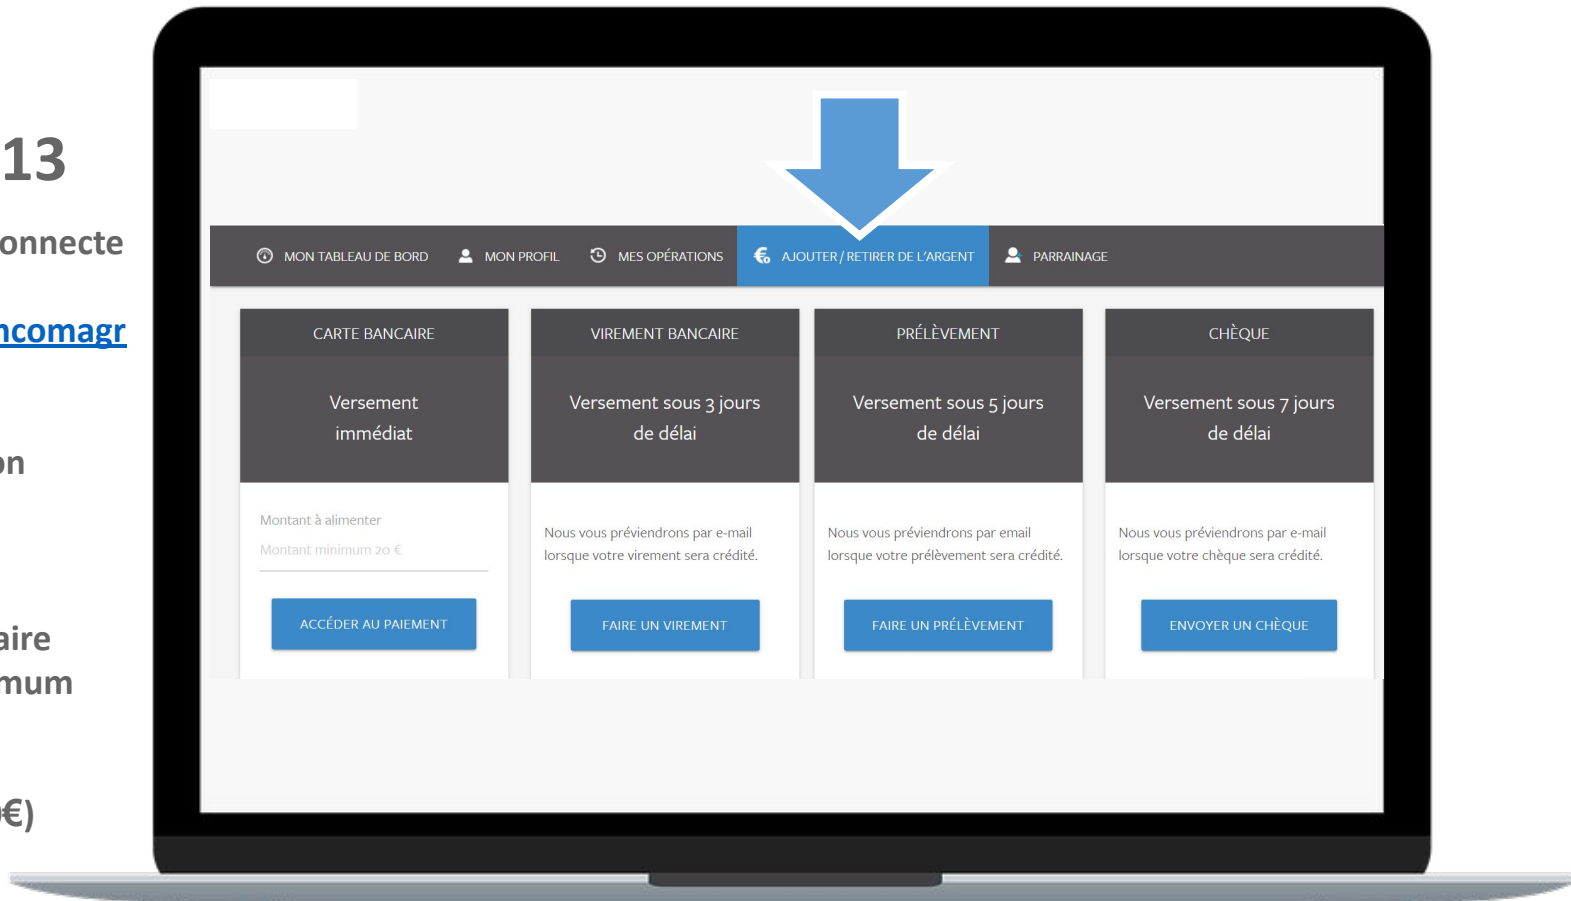 13
onnecte
ncomagr
on
aire
mum
€)
MON TABLEAU DE BORD MON PROFIL MES OPÉRATIONS AJOUTER / RETIRER DE L'ARGENT PARRAINAGE
CARTE BANCAIRE
Versement
immédiat
Montant à alimenter
Montant minimum 20 €
ACCÉDER AU PAIEMENT
VIREMENT BANCAIRE
Versement sous 3 jours
de délai
Nous vous préviendrons par e-mail
lorsque votre virement sera crédité.
FAIRE UN VIREMENT
PRÉLÈVEMENT
Versement sous 5 jours
de délai
Nous vous préviendrons par email
lorsque votre prélèvement sera crédité.
FAIRE UN PRÉLÈVEMENT
CHÈQUE
Versement sous 7 jours
de délai
Nous vous préviendrons par e-mail
lorsque votre chèque sera crédité.
ENVOYER UN CHÈQUE